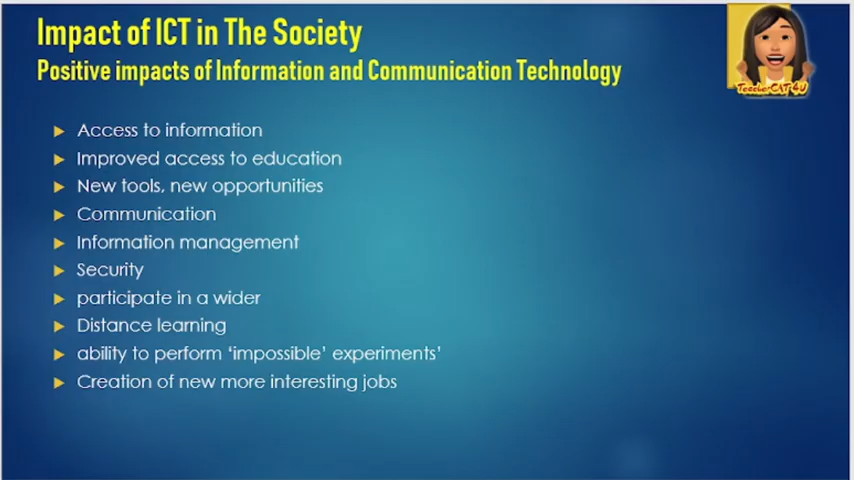 Impact of ICT in The Society
Positive impacts of Information and Communication Technology
TeecherCAT 4U
Access to information
Improved access to education
New tools, new opportunities
Communication
Information management
Security
participate in a wider
Distance learning
ability to perform ‘impossible’ experiments’
Creation of new more interesting jobs